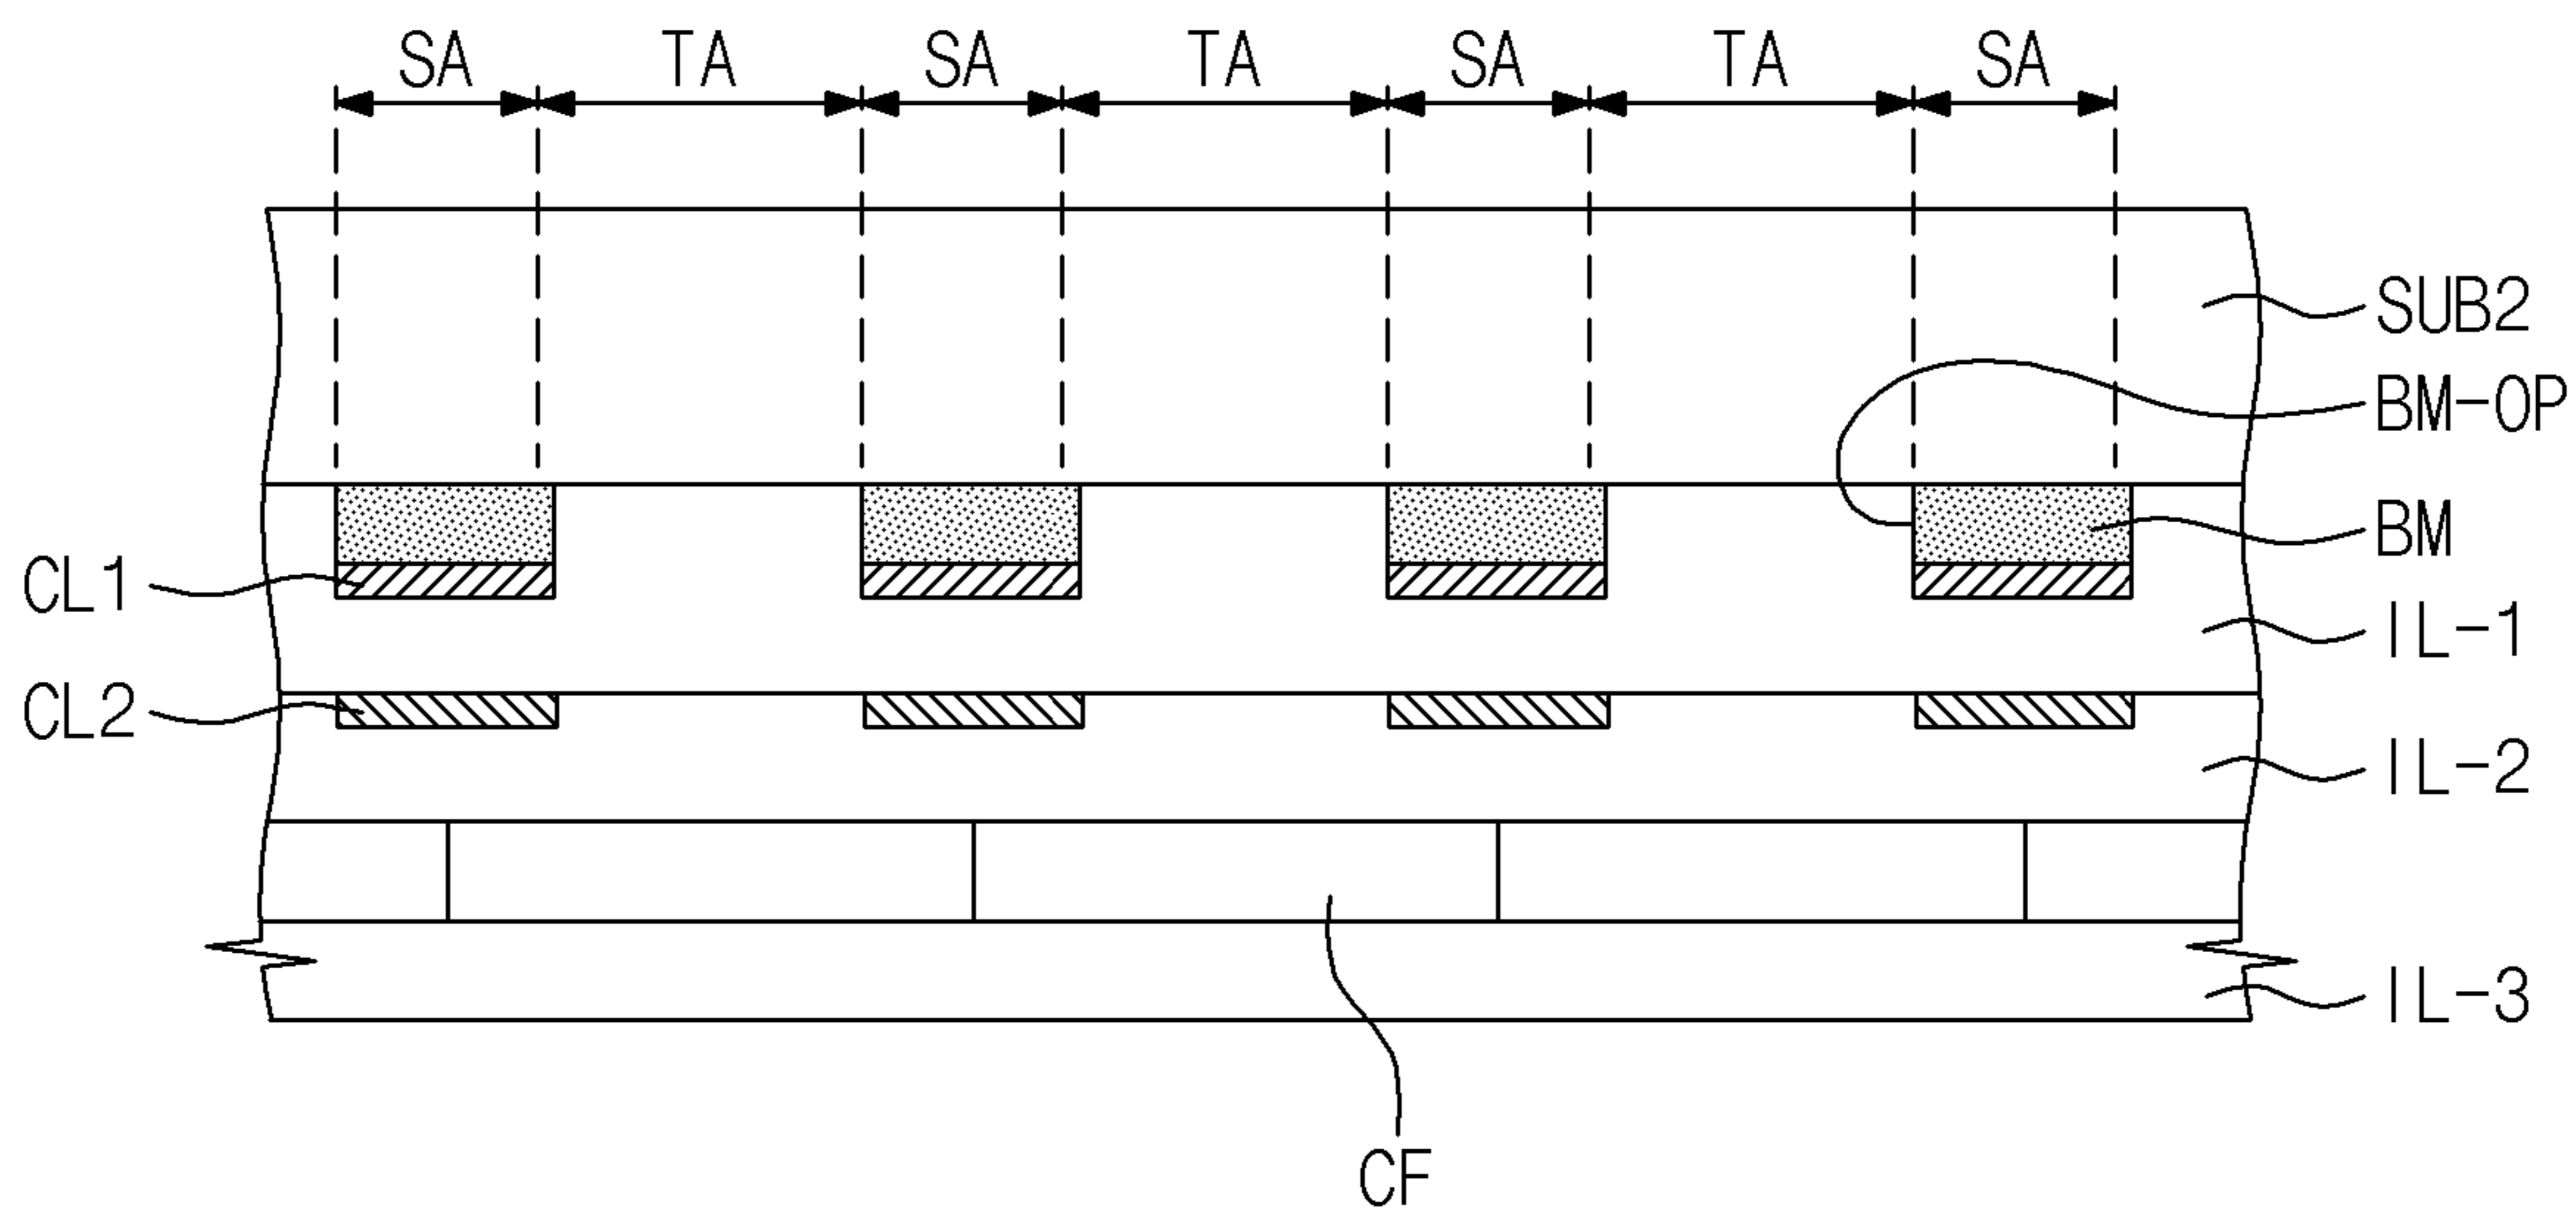 SA TA SA TA SA TA SA
SUB2
BM-OP
BM
CL1
IL-1
CL2
IL-2
IL-3
CF